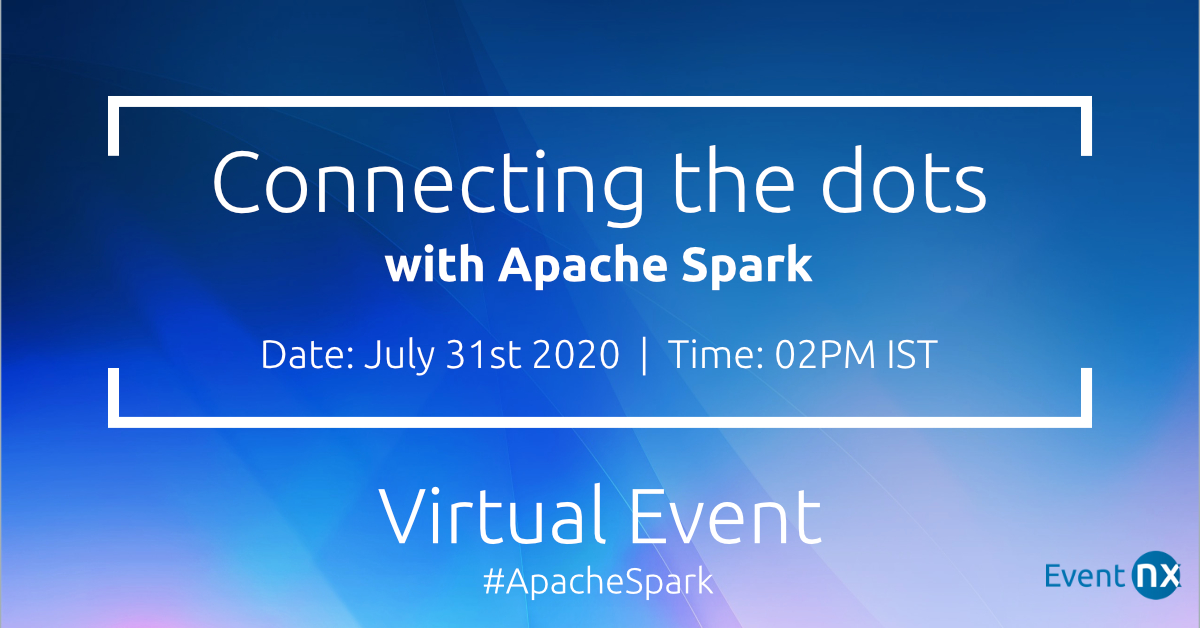 Connecting the dots
with Apache Spark
Date: July 31st 2020 | Time: 02PM IST
Virtual Event
#ApacheSpark
Event nx